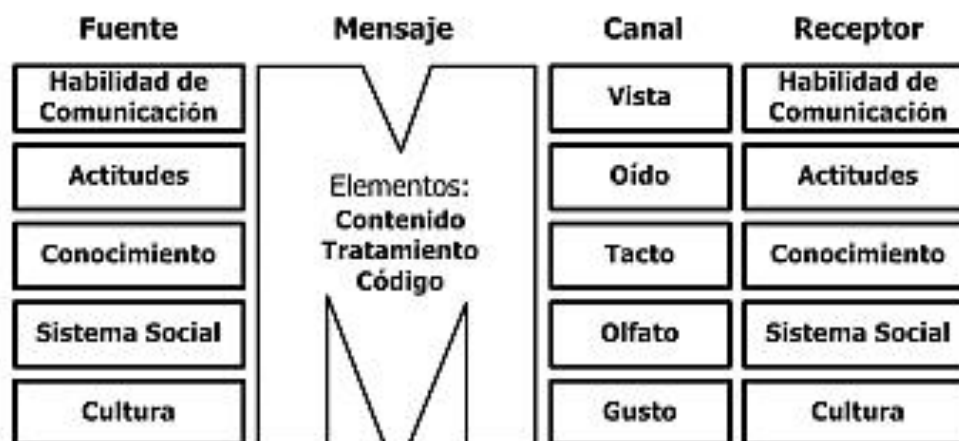 Fuente
Mensaje
Canal
Receptor
Habilidad de
Comunicación
Actitudes
Conocimiento
Sistema Social
Cultura
Elementos:
Contenido
Tratamiento
Código
Vista
Oído
Tacto
Olfato
Gusto
Habilidad de
Comunicación
Actitudes
Conocimiento
Sistema Social
Cultura